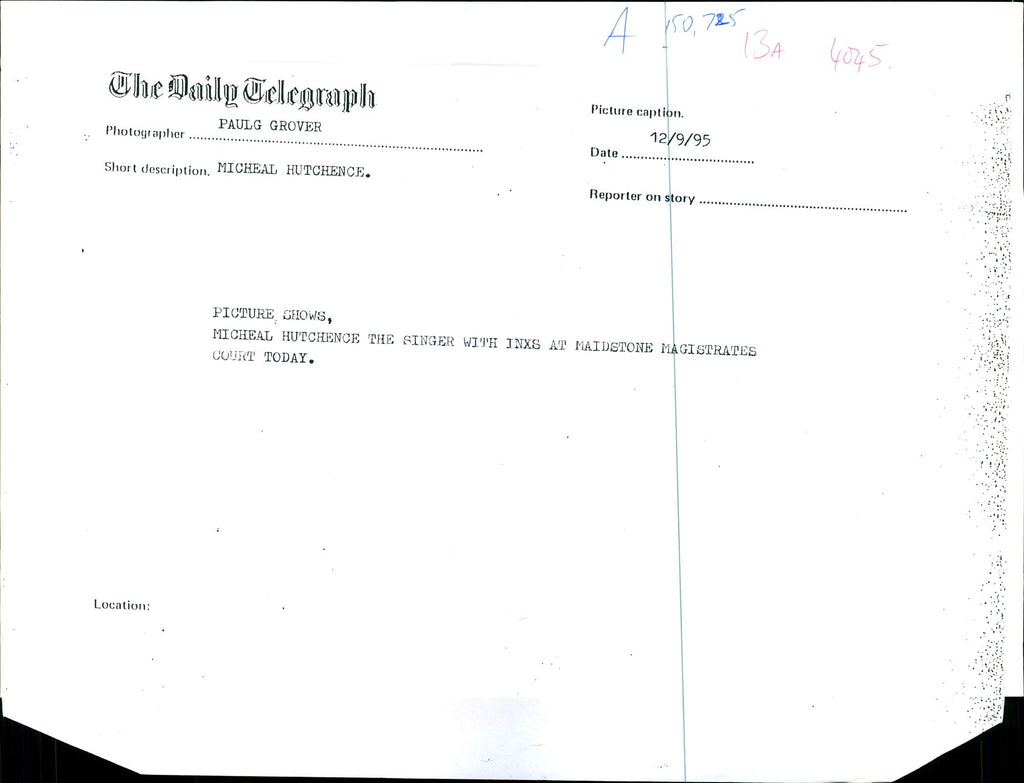 A 150,725 13A 4045.
The Daily Telegraph
Picture caption.
Photographer PAULG GROVER
Date 12/9/95
Short description. MICHEAL HUTCHENCE.
Reporter on story
PICTURE SHOWS,
MICHEAL HUTCHENCE THE SINGER WITH INXS AT MAIDSTONE MAGISTRATES
COURT TODAY.
Location: